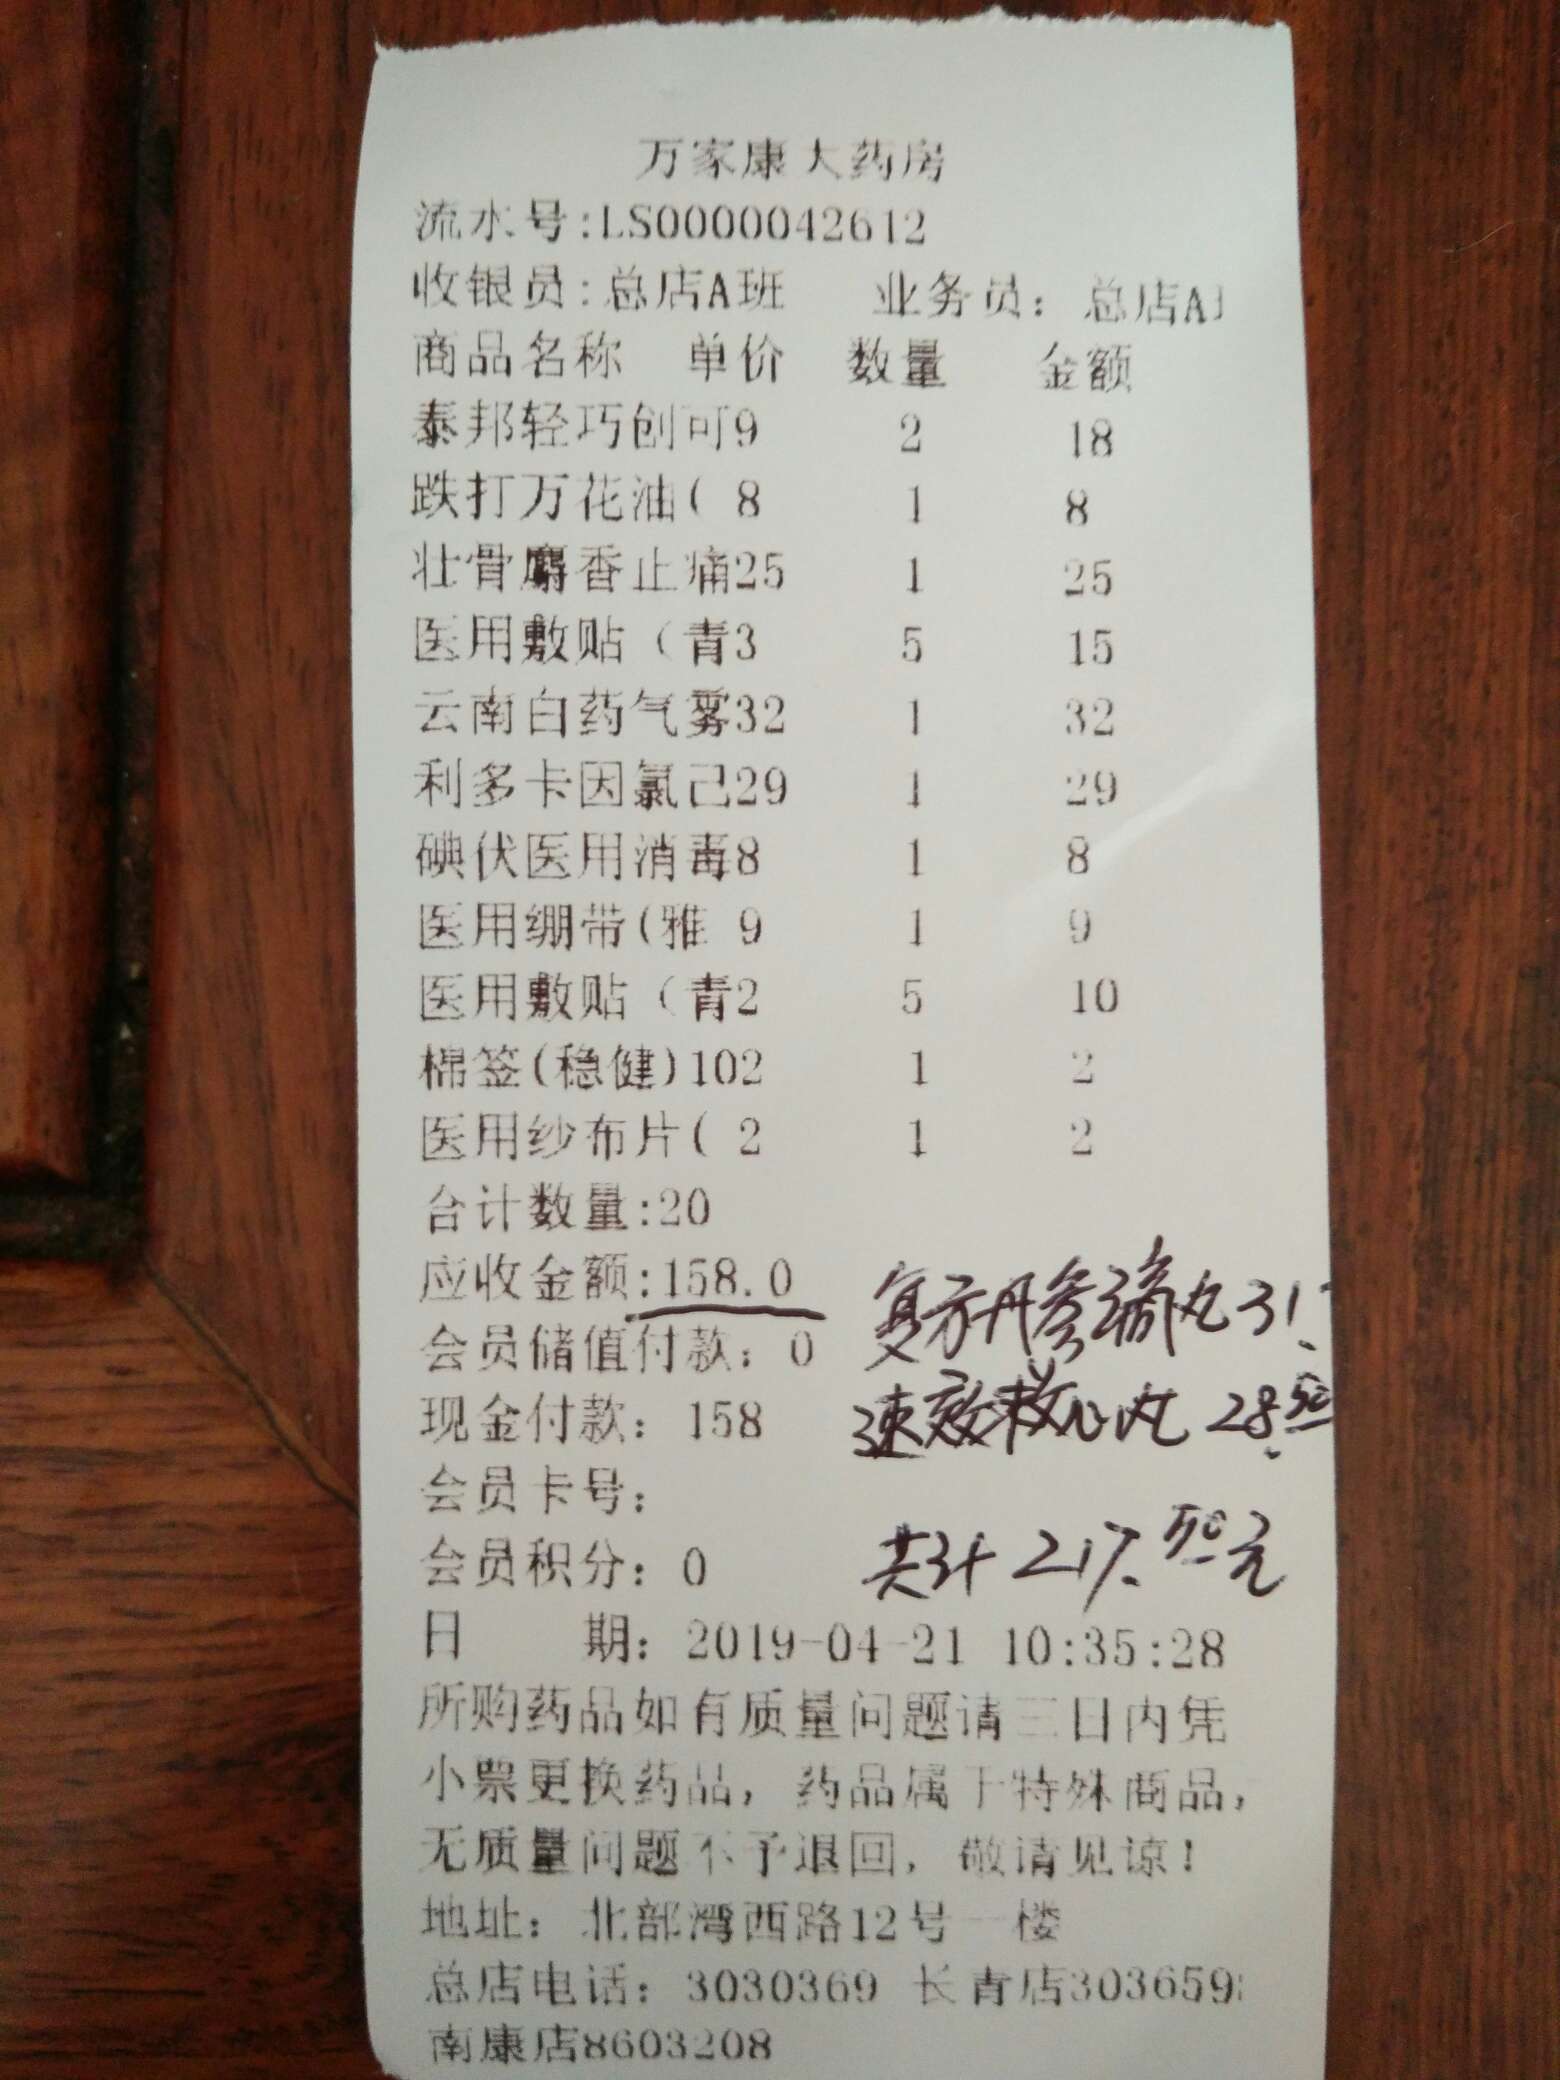 万家康大药房
流水号:LS0000042612
收银员:总店A班 业务员：总店A
商品名称 单价 数量 金额
泰邦轻巧创可9 2 18
跌打万花油( 8 1 8
壮骨麝香止痛25 1 25
医用敷贴（青3 5 15
云南白药气雾32 1 32
利多卡因氯己29 1 29
碘伏医用消毒8 1 8
医用绷带(雅 9 1 9
医用敷贴（青2 5 10
棉签(稳健)102 1 2
医用纱布片( 2 1 2
合计数量:20
应收金额:158.0
复方丹参滴丸31
会员储值付款：0
速效救心丸 28.50
现金付款：158
会员卡号：
会员积分：0
共计217.50元
日 期：2019-04-21 10:35:28
所购药品如有质量问题请三日内凭
小票更换药品，药品属于特殊商品，
无质量问题不予退回，敬请见谅！
地址：北部湾西路12号一楼
总店电话：3030369 长青店303659
南康店8603208